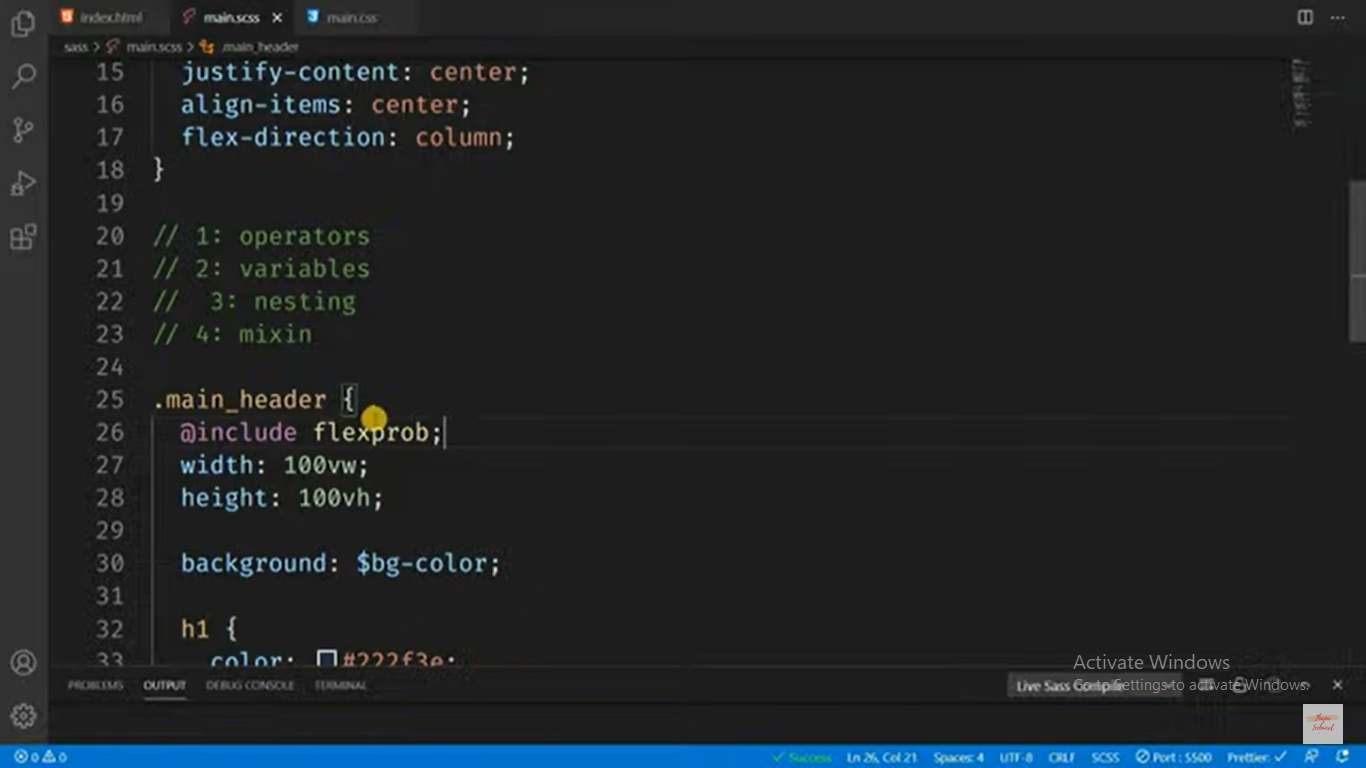 index.html main.scss main.css
sass > main.scss > .main_header
15 justify-content: center;
16 align-items: center;
17 flex-direction: column;
18 }
19
20 // 1: operators
21 // 2: variables
22 //  3: nesting
23 // 4: mixin
24
25 .main_header {
26 @include flexprob;
27 width: 100vw;
28 height: 100vh;
29
30 background: $bg-color;
31
32 h1 {
33 color: #222f3e;
Activate Windows
Go to Settings to activate Windows.
PROBLEMS OUTPUT DEBUG CONSOLE TERMINAL Live Sass Compile
0 0 Success Ln 26, Col 21 Spaces: 4 UTF-8 CRLF SCSS Port : 5500 Prettier: